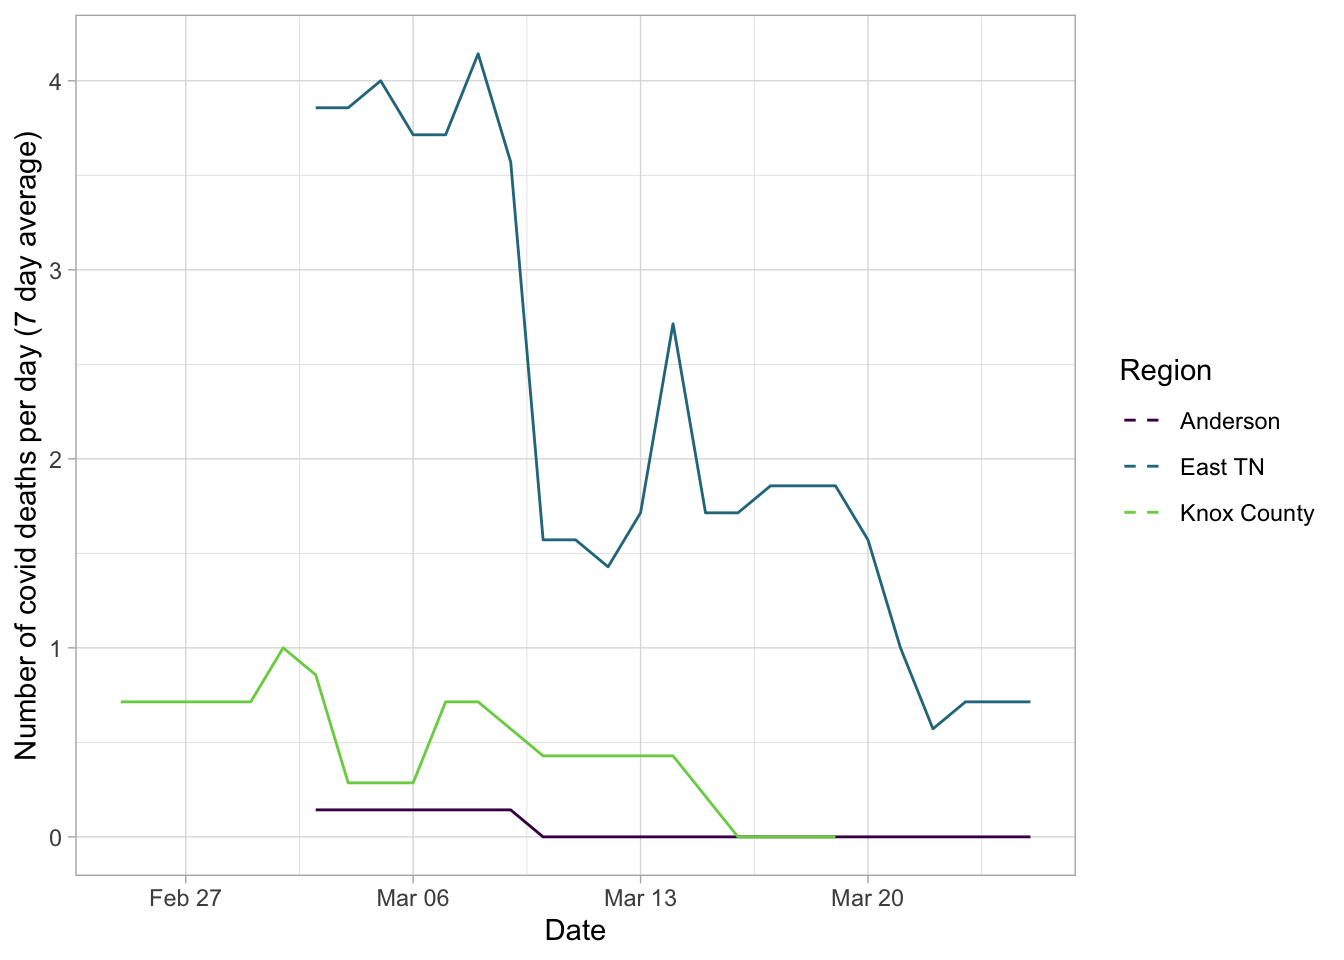 Number of covid deaths per day (7 day average)
4
3
2
1
0
Feb 27
Mar 06
Mar 13
Mar 20
Date
Region
Anderson
East TN
Knox County